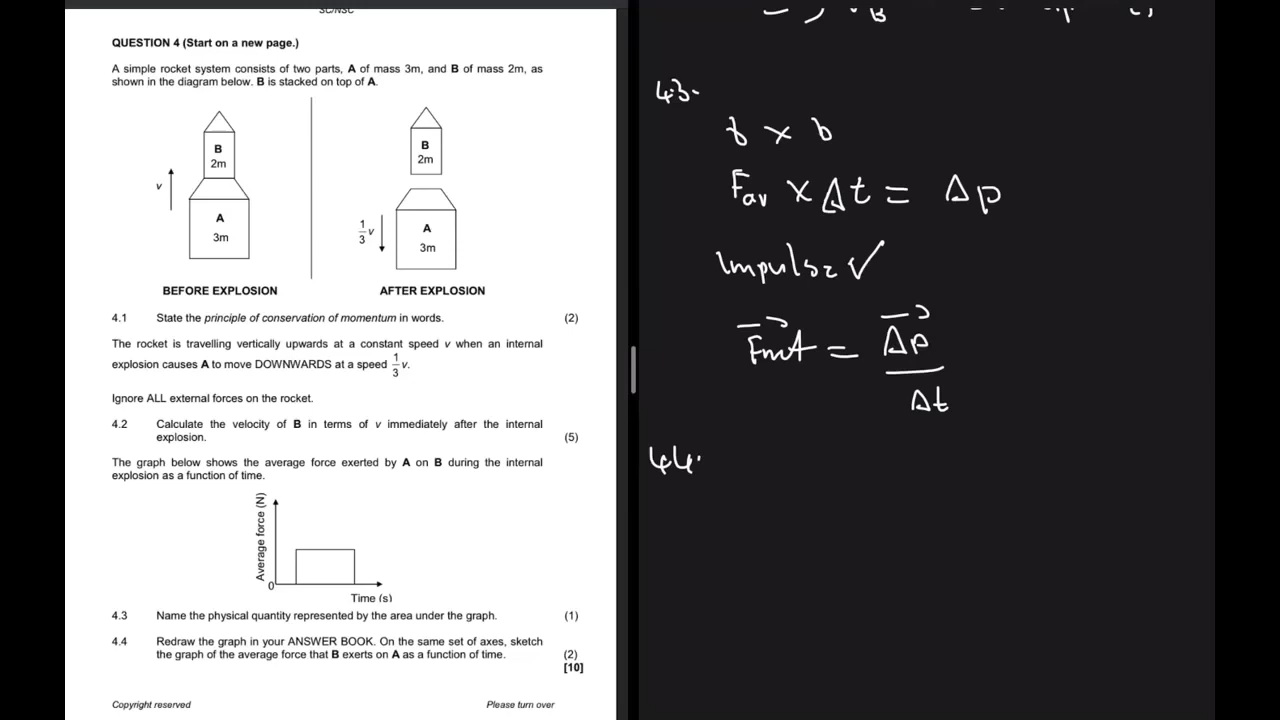 SC/NSC
QUESTION 4 (Start on a new page.)
A simple rocket system consists of two parts, A of mass 3m, and B of mass 2m, as
shown in the diagram below. B is stacked on top of A.
B
2m
v
A
3m
B
2m
1/3 v
A
3m
BEFORE EXPLOSION
AFTER EXPLOSION
4.1 State the principle of conservation of momentum in words. (2)
The rocket is travelling vertically upwards at a constant speed v when an internal
explosion causes A to move DOWNWARDS at a speed 1/3 v.
Ignore ALL external forces on the rocket.
4.2 Calculate the velocity of B in terms of v immediately after the internal
explosion. (5)
The graph below shows the average force exerted by A on B during the internal
explosion as a function of time.
Average force (N)
0
Time (s)
4.3 Name the physical quantity represented by the area under the graph. (1)
4.4 Redraw the graph in your ANSWER BOOK. On the same set of axes, sketch
the graph of the average force that B exerts on A as a function of time. (2)
[10]
Copyright reserved
Please turn over
4.3.
b × b
Fav × Δt = Δp
Impulse ✓
Fnet = Δp / Δt
4.4.